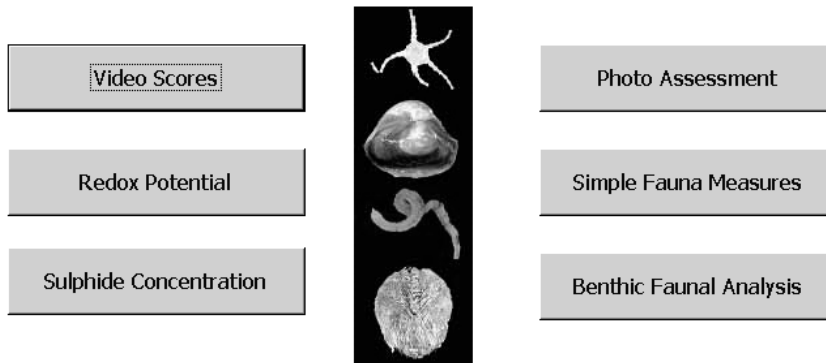 Video Scores
Photo Assessment
Redox Potential
Simple Fauna Measures
Sulphide Concentration
Benthic Faunal Analysis